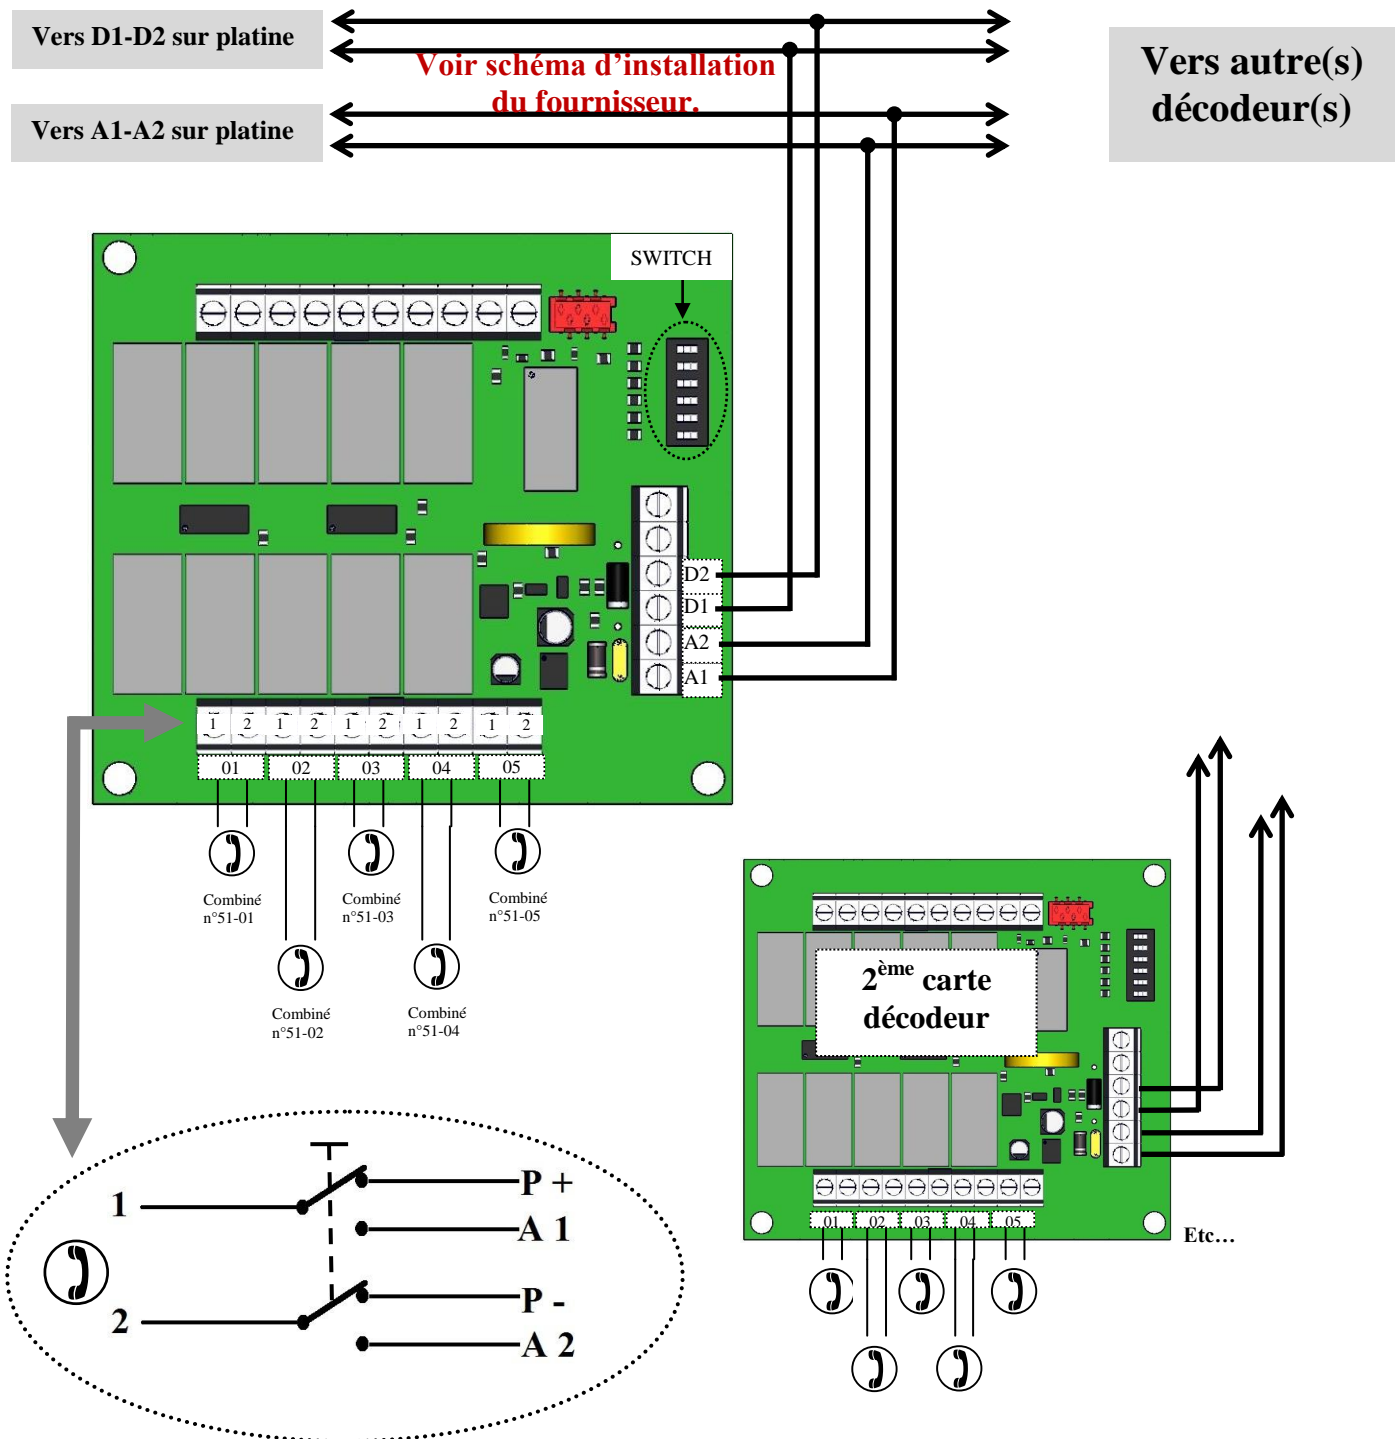 Vers D1-D2 sur platine
Voir schéma d’installation
du fournisseur.
Vers autre(s)
décodeur(s)
Vers A1-A2 sur platine
SWITCH
D2
D1
A2
A1
1 2 1 2 1 2 1 2 1 2
01 02 03 04 05
Combiné
n°51-01
Combiné
n°51-03
Combiné
n°51-05
Combiné
n°51-02
Combiné
n°51-04
2ème carte
décodeur
01 02 03 04 05
Etc…
1
P +
A 1
2
P -
A 2